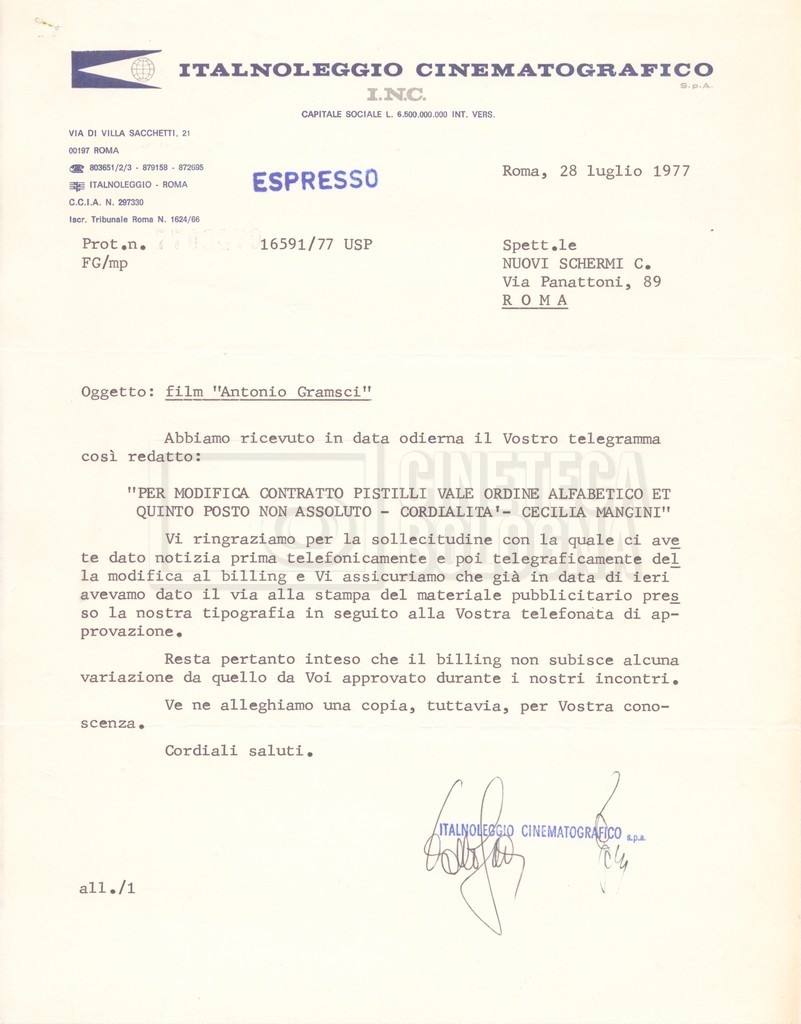 ITALNOLEGGIO CINEMATOGRAFICO
I.N.C. S.p.A.
CAPITALE SOCIALE L. 6.500.000.000 INT. VERS.
VIA DI VILLA SACCHETTI, 21
00197 ROMA
803651/2/3 - 879158 - 872695
ITALNOLEGGIO - ROMA
C.C.I.A. N. 297330
Iscr. Tribunale Roma N. 1624/66
ESPRESSO
Roma, 28 luglio 1977
Prot.n. 16591/77 USP
FG/mp
Spett.le
NUOVI SCHERMI C.
Via Panattoni, 89
R O M A
Oggetto: film "Antonio Gramsci"
Abbiamo ricevuto in data odierna il Vostro telegramma
così redatto:
"PER MODIFICA CONTRATTO PISTILLI VALE ORDINE ALFABETICO ET
QUINTO POSTO NON ASSOLUTO - CORDIALITA'- CECILIA MANGINI"
Vi ringraziamo per la sollecitudine con la quale ci ave
te dato notizia prima telefonicamente e poi telegraficamente del
la modifica al billing e Vi assicuriamo che già in data di ieri
avevamo dato il via alla stampa del materiale pubblicitario pres
so la nostra tipografia in seguito alla Vostra telefonata di ap-
provazione.
Resta pertanto inteso che il billing non subisce alcuna
variazione da quello da Voi approvato durante i nostri incontri.
Ve ne alleghiamo una copia, tuttavia, per Vostra cono-
scenza.
Cordiali saluti.
ITALNOLEGGIO CINEMATOGRAFICO s.p.a.
all./1
CINETECA
BOLOGNA